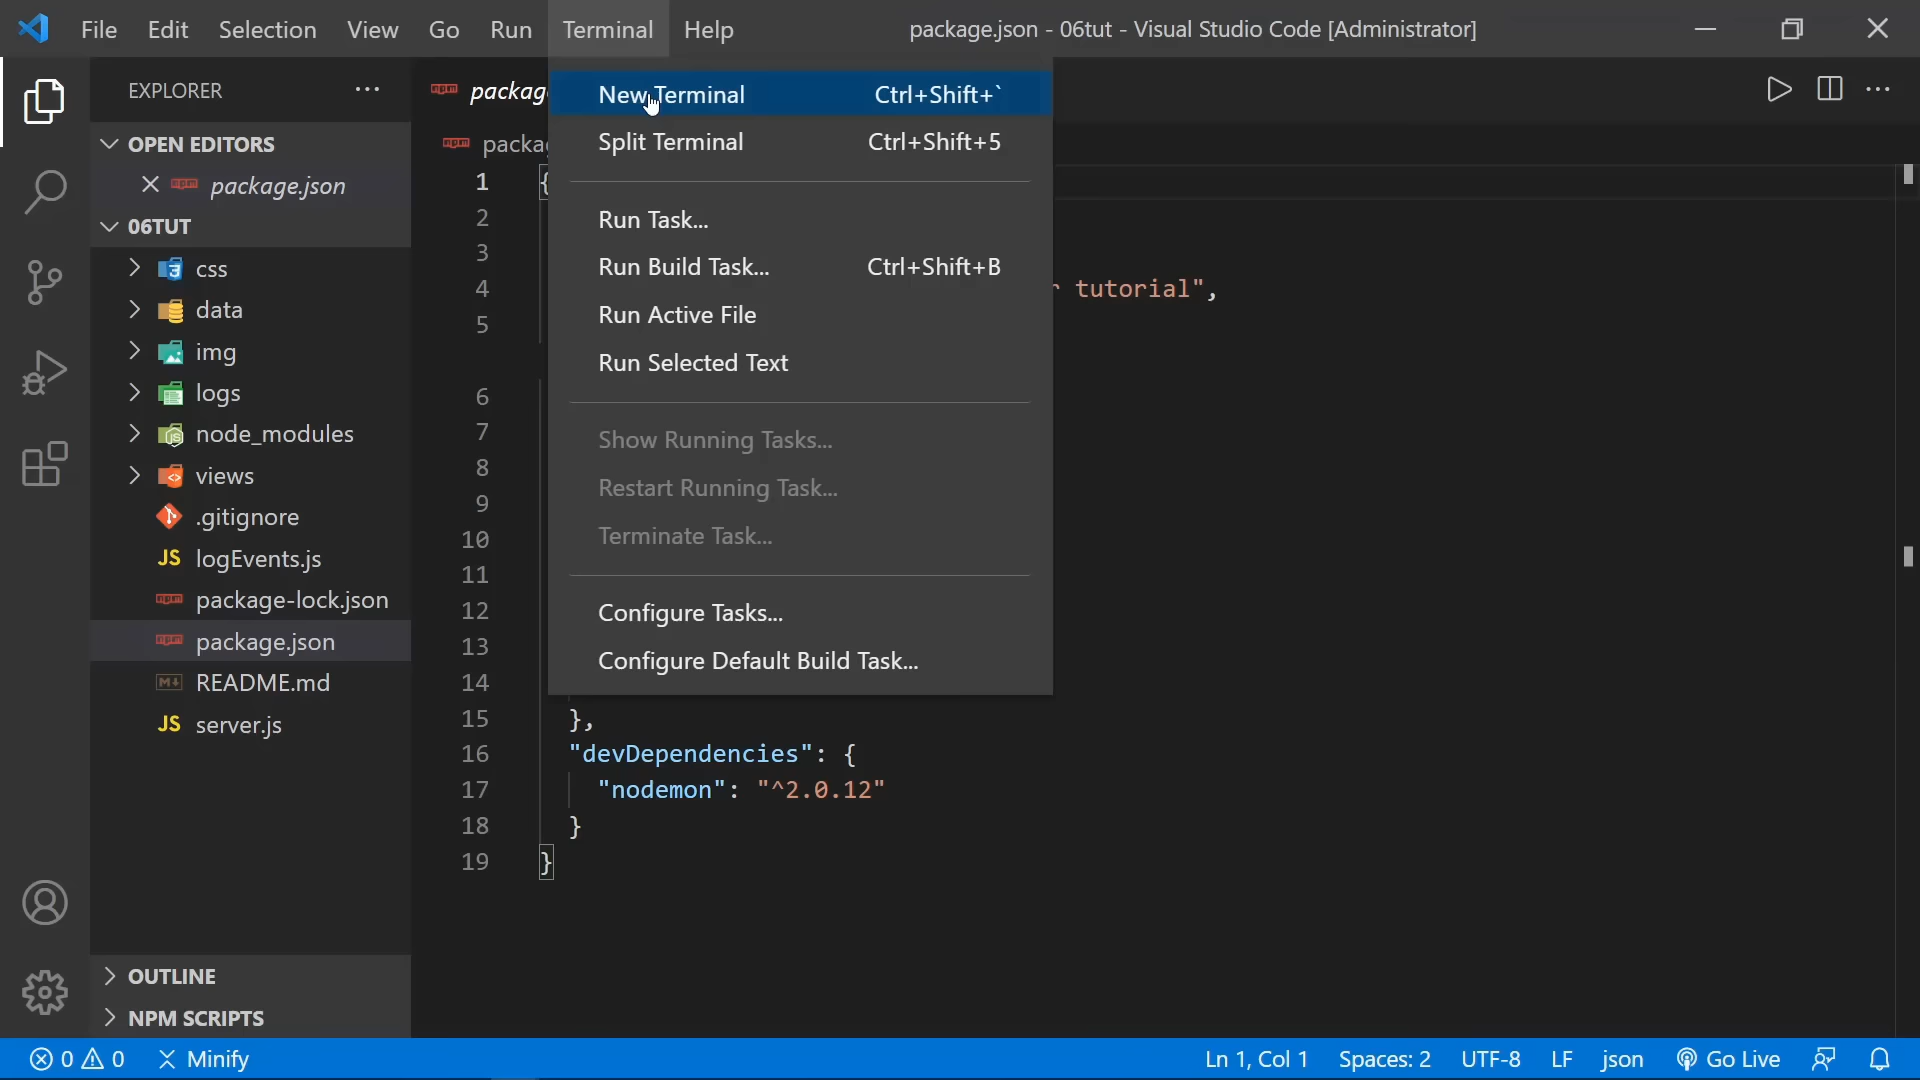 File Edit Selection View Go Run Terminal Help package.json - 06tut - Visual Studio Code [Administrator]
EXPLORER
OPEN EDITORS
package.json
06TUT
css
data
img
logs
node_modules
views
.gitignore
JS logEvents.js
package-lock.json
package.json
README.md
JS server.js
OUTLINE
NPM SCRIPTS
New Terminal Ctrl+Shift+`
Split Terminal Ctrl+Shift+5
Run Task...
Run Build Task... Ctrl+Shift+B
Run Active File
Run Selected Text
Show Running Tasks...
Restart Running Task...
Terminate Task...
Configure Tasks...
Configure Default Build Task...
1 {
2
3
4 tutorial",
5
6
7
8
9
10
11
12
13
14
15 },
16 "devDependencies": {
17 "nodemon": "^2.0.12"
18 }
19 }
0 0 Minify Ln 1, Col 1 Spaces: 2 UTF-8 LF json Go Live